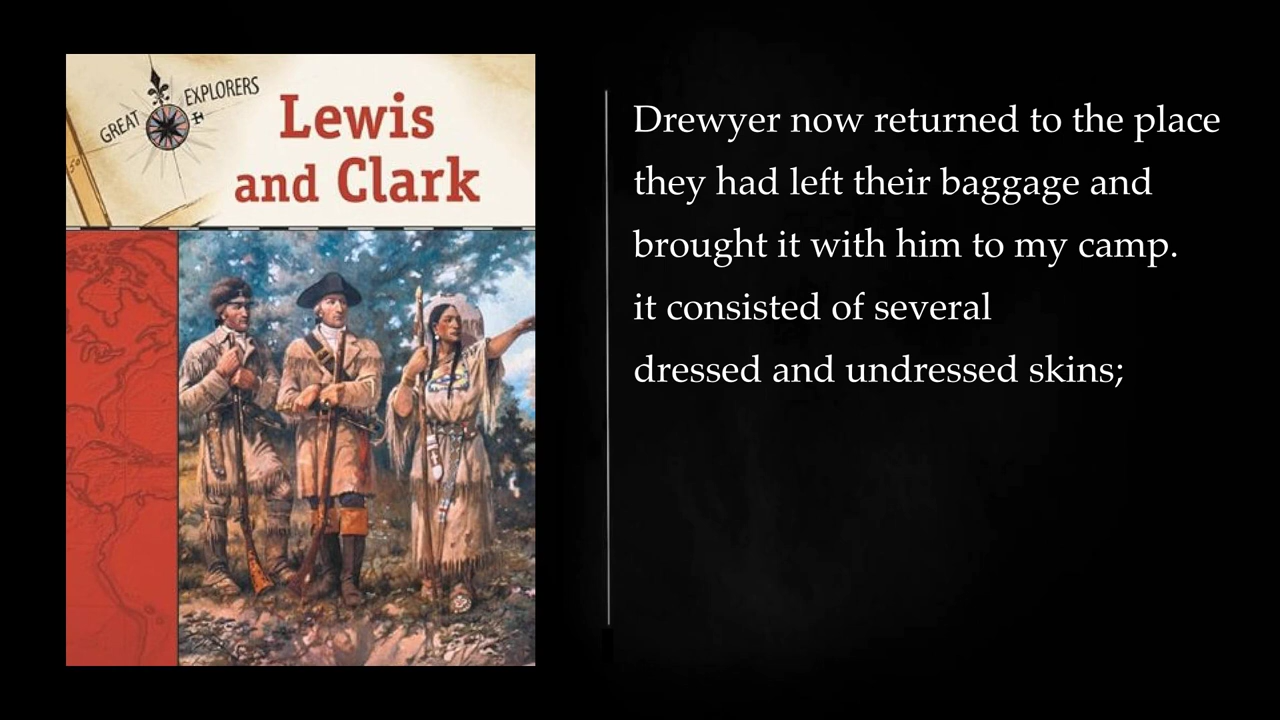 GREAT EXPLORERS
Lewis
and Clark
50
Drewyer now returned to the place
they had left their baggage and
brought it with him to my camp.
it consisted of several
dressed and undressed skins;